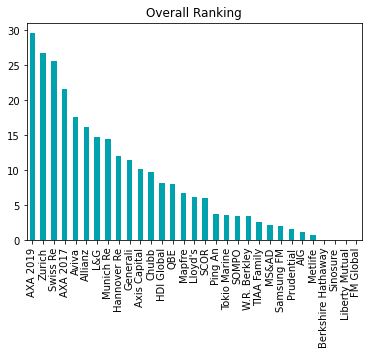 Overall Ranking
30
25
20
15
10
5
0
AXA 2019
Zurich
Swiss Re
AXA 2017
Aviva
Allianz
L&G
Munich Re
Hannover Re
Generali
Axis Capital
Chubb
HDI Global
QBE
Mapfre
Lloyd's
SCOR
Ping An
Tokio Marine
SOMPO
W.R. Berkley
TIAA Family
MS&AD
Samsung FM
Prudential
AIG
Metlife
Berkshire Hathaway
Sinosure
Liberty Mutual
FM Global